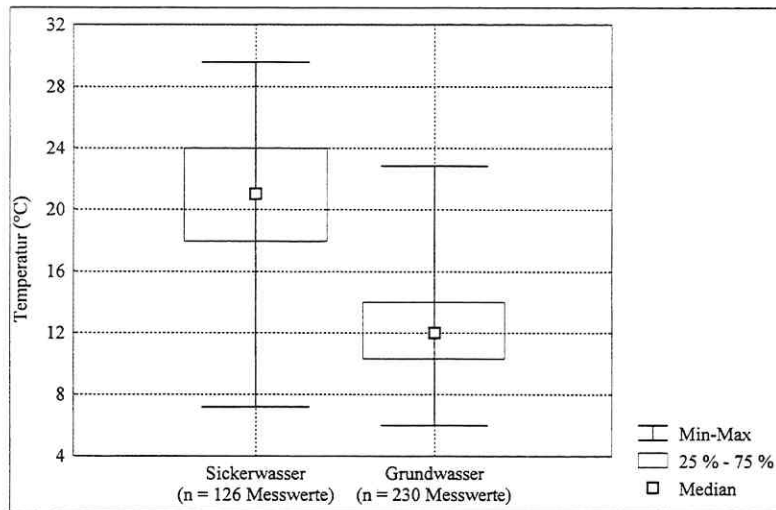 Temperatur (°C)
32
28
24
20
16
12
8
4
Sickerwasser
(n = 126 Messwerte)
Grundwasser
(n = 230 Messwerte)
Min-Max
25 % - 75 %
Median